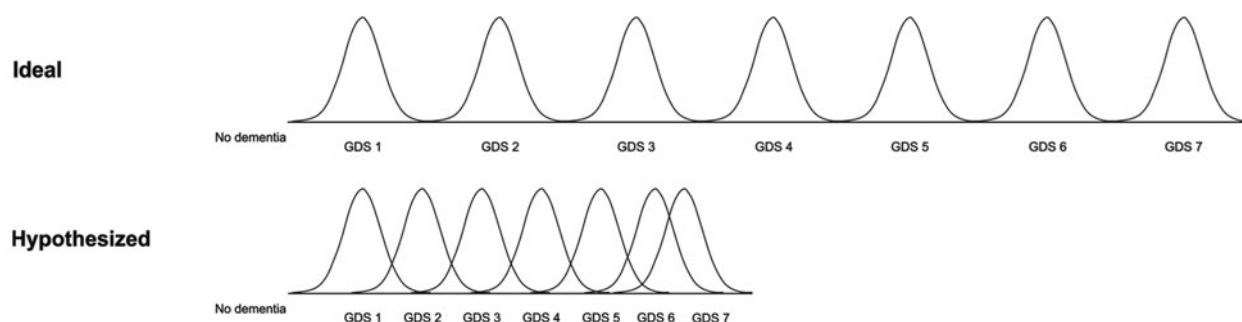 Ideal
No dementia
GDS 1 GDS 2 GDS 3 GDS 4 GDS 5 GDS 6 GDS 7
Hypothesized
No dementia
GDS 1 GDS 2 GDS 3 GDS 4 GDS 5 GDS 6 GDS 7